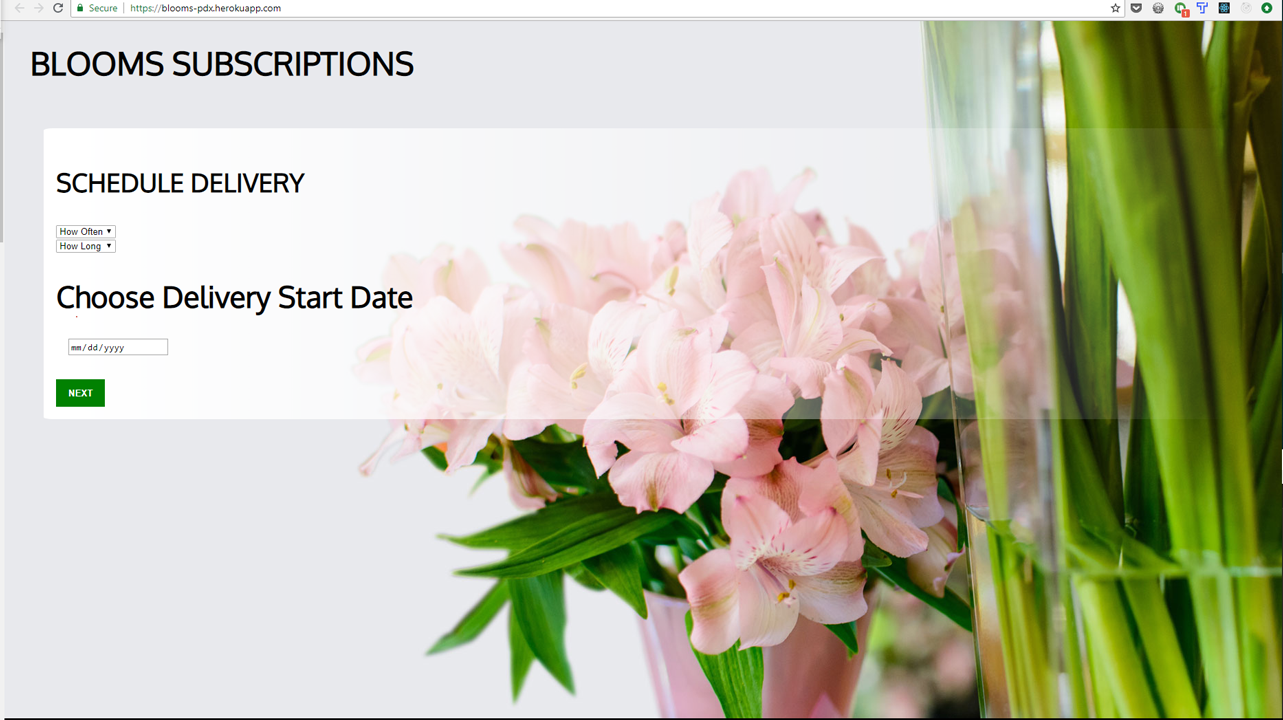 Secure https://blooms-pdx.herokuapp.com
1
BLOOMS SUBSCRIPTIONS
SCHEDULE DELIVERY
How Often
How Long
Choose Delivery Start Date
mm/dd/yyyy
NEXT